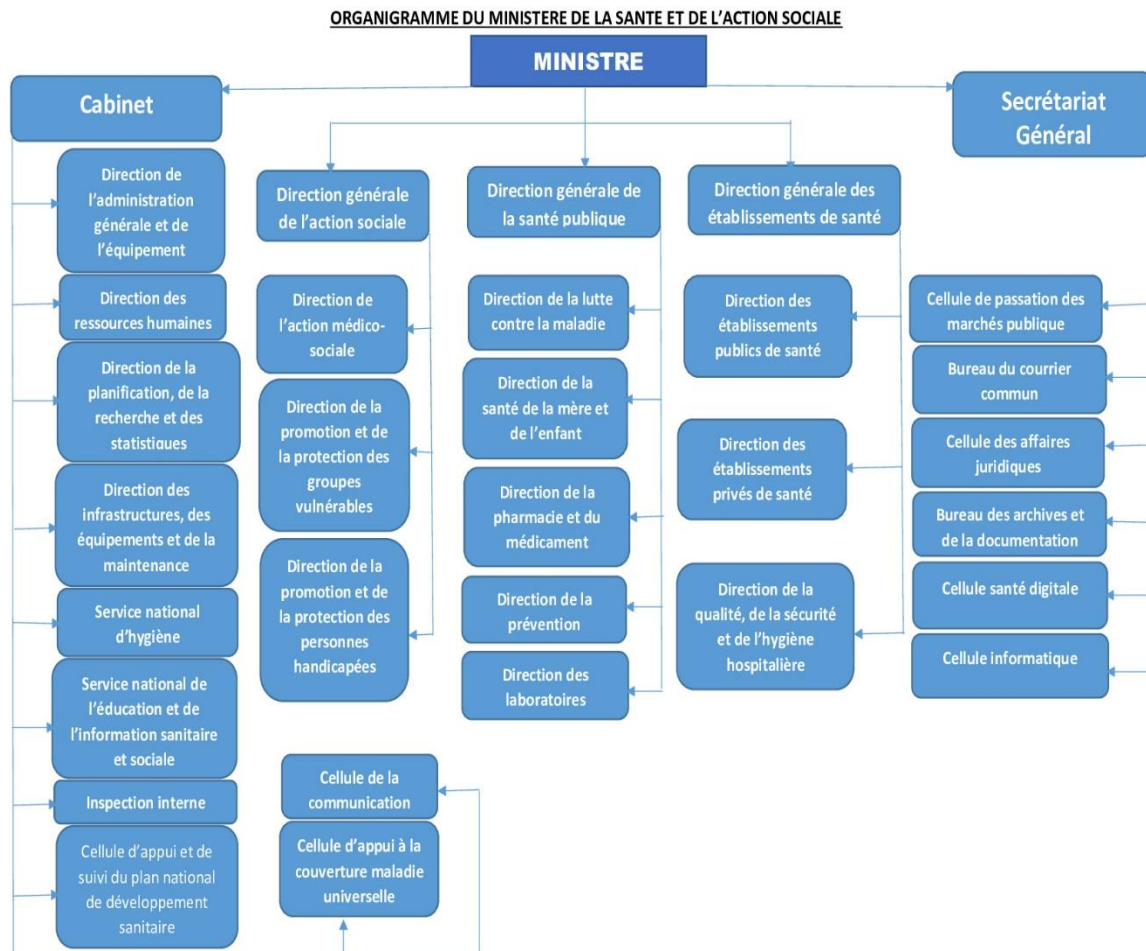 ORGANIGRAMME DU MINISTERE DE LA SANTE ET DE L'ACTION SOCIALE
MINISTRE
Cabinet
Secrétariat
Général
Direction de
l'administration
générale et de
l'équipement
Direction des
ressources humaines
Direction de la
planification, de la
recherche et des
statistiques
Direction des
infrastructures, des
équipements et de la
maintenance
Service national
d'hygiène
Service national de
l'éducation et de
l'information sanitaire
et sociale
Inspection interne
Cellule d'appui et de
suivi du plan national
de développement
sanitaire
Direction générale
de l'action sociale
Direction de
l'action médico-
sociale
Direction de la
promotion et de
la protection des
groupes
vulnérables
Direction de la
promotion et de
la protection des
personnes
handicapées
Cellule de la
communication
Cellule d'appui à la
couverture maladie
universelle
Direction générale de
la santé publique
Direction de la lutte
contre la maladie
Direction de la
santé de la mère et
de l'enfant
Direction de la
pharmacie et du
médicament
Direction de la
prévention
Direction des
laboratoires
Direction générale des
établissements de santé
Direction des
établissements
publics de santé
Direction des
établissements
privés de santé
Direction de la
qualité, de la sécurité
et de l'hygiène
hospitalière
Cellule de passation des
marchés publique
Bureau du courrier
commun
Cellule des affaires
juridiques
Bureau des archives et
de la documentation
Cellule santé digitale
Cellule informatique